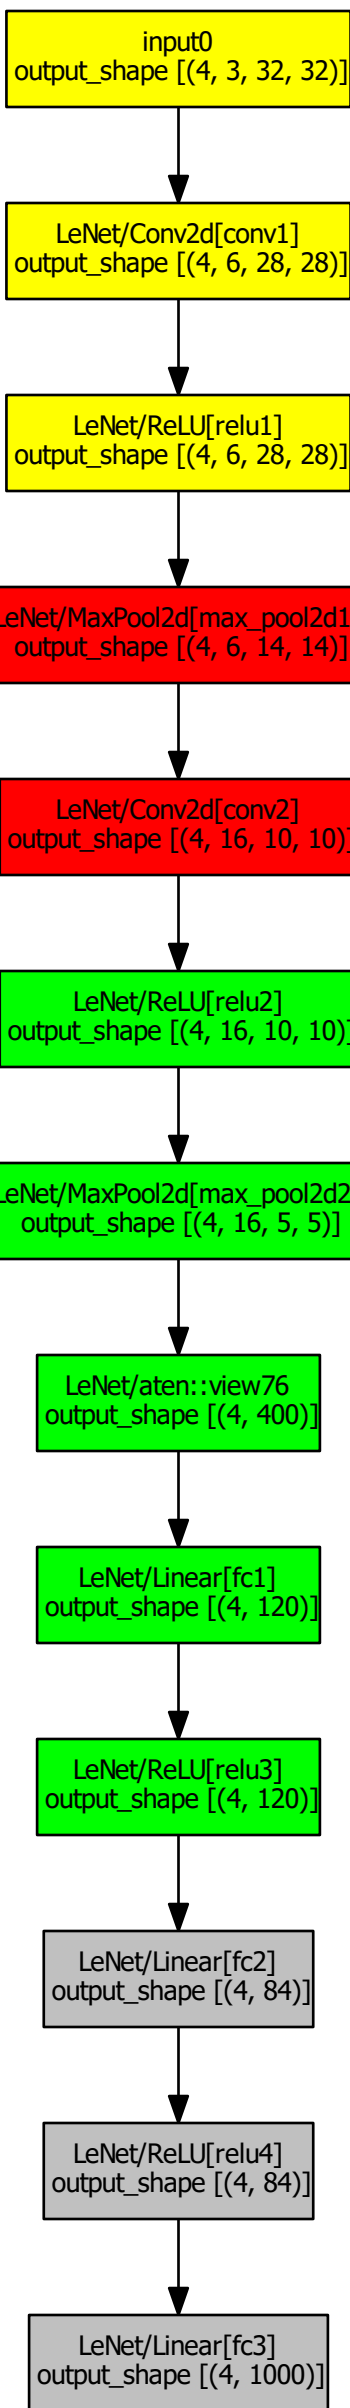 input0
output_shape [(4, 3, 32, 32)]
LeNet/Conv2d[conv1]
output_shape [(4, 6, 28, 28)]
LeNet/ReLU[relu1]
output_shape [(4, 6, 28, 28)]
LeNet/MaxPool2d[max_pool2d1
output_shape [(4, 6, 14, 14)]
LeNet/Conv2d[conv2]
output_shape [(4, 16, 10, 10)]
LeNet/ReLU[relu2]
output_shape [(4, 16, 10, 10)]
LeNet/MaxPool2d[max_pool2d2
output_shape [(4, 16, 5, 5)]
LeNet/aten::view76
output_shape [(4, 400)]
LeNet/Linear[fc1]
output_shape [(4, 120)]
LeNet/ReLU[relu3]
output_shape [(4, 120)]
LeNet/Linear[fc2]
output_shape [(4, 84)]
LeNet/ReLU[relu4]
output_shape [(4, 84)]
LeNet/Linear[fc3]
output_shape [(4, 1000)]